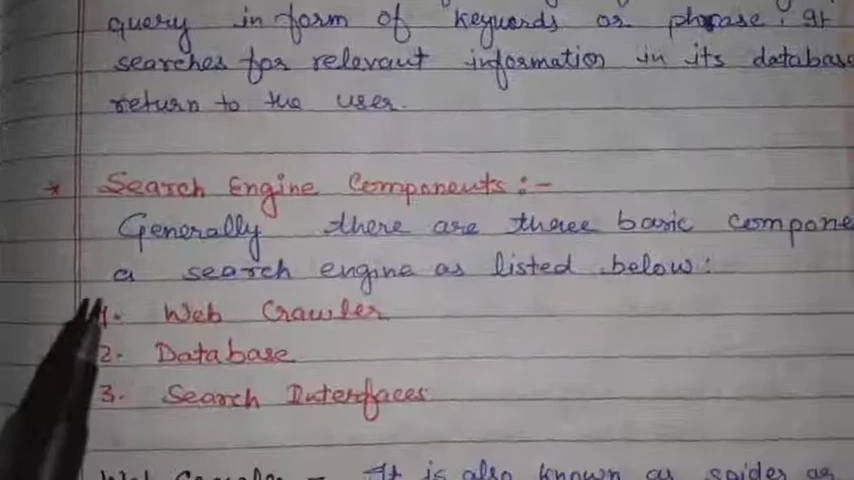 query in form of keywords or phrase. It
searches for relevant information in its database
return to the user.
* Search Engine Components :-
Generally there are three basic compone
a search engine as listed below:
1. Web Crawler
2. Database
3. Search Interfaces
Web Crawler - It is also known as spider or